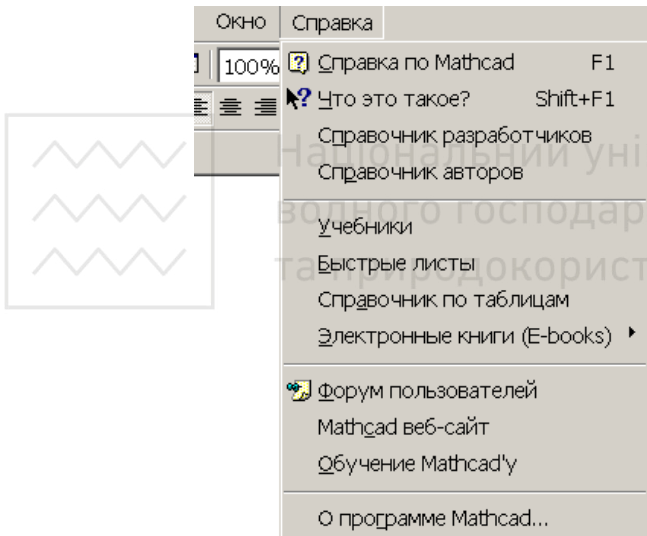 Окно Справка
100%
Справка по Mathcad F1
Что это такое? Shift+F1
Справочник разработчиков
Справочник авторов
Національний уні
водного господар
та природокорист
Учебники
Быстрые листы
Справочник по таблицам
Электронные книги (E-books)
Форум пользователей
Mathcad веб-сайт
Обучение Mathcad'у
О программе Mathcad...